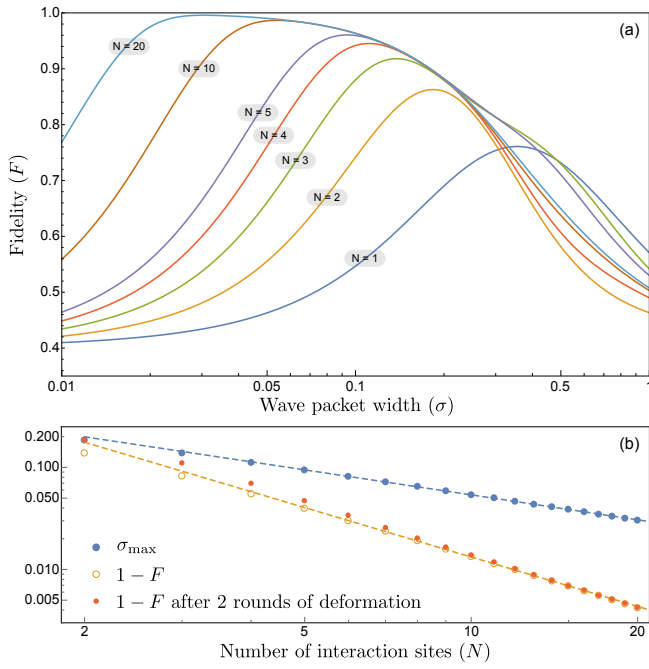 (a)
1.0
0.9
0.8
0.7
0.6
0.5
0.4
Fidelity (F)
N = 20
N = 10
N = 5
N = 4
N = 3
N = 2
N = 1
0.01 0.05 0.1 0.5 1
Wave packet width (σ)
(b)
0.200
0.100
0.050
0.010
0.005
σmax
1 − F
1 − F after 2 rounds of deformation
2 5 10 20
Number of interaction sites (N)